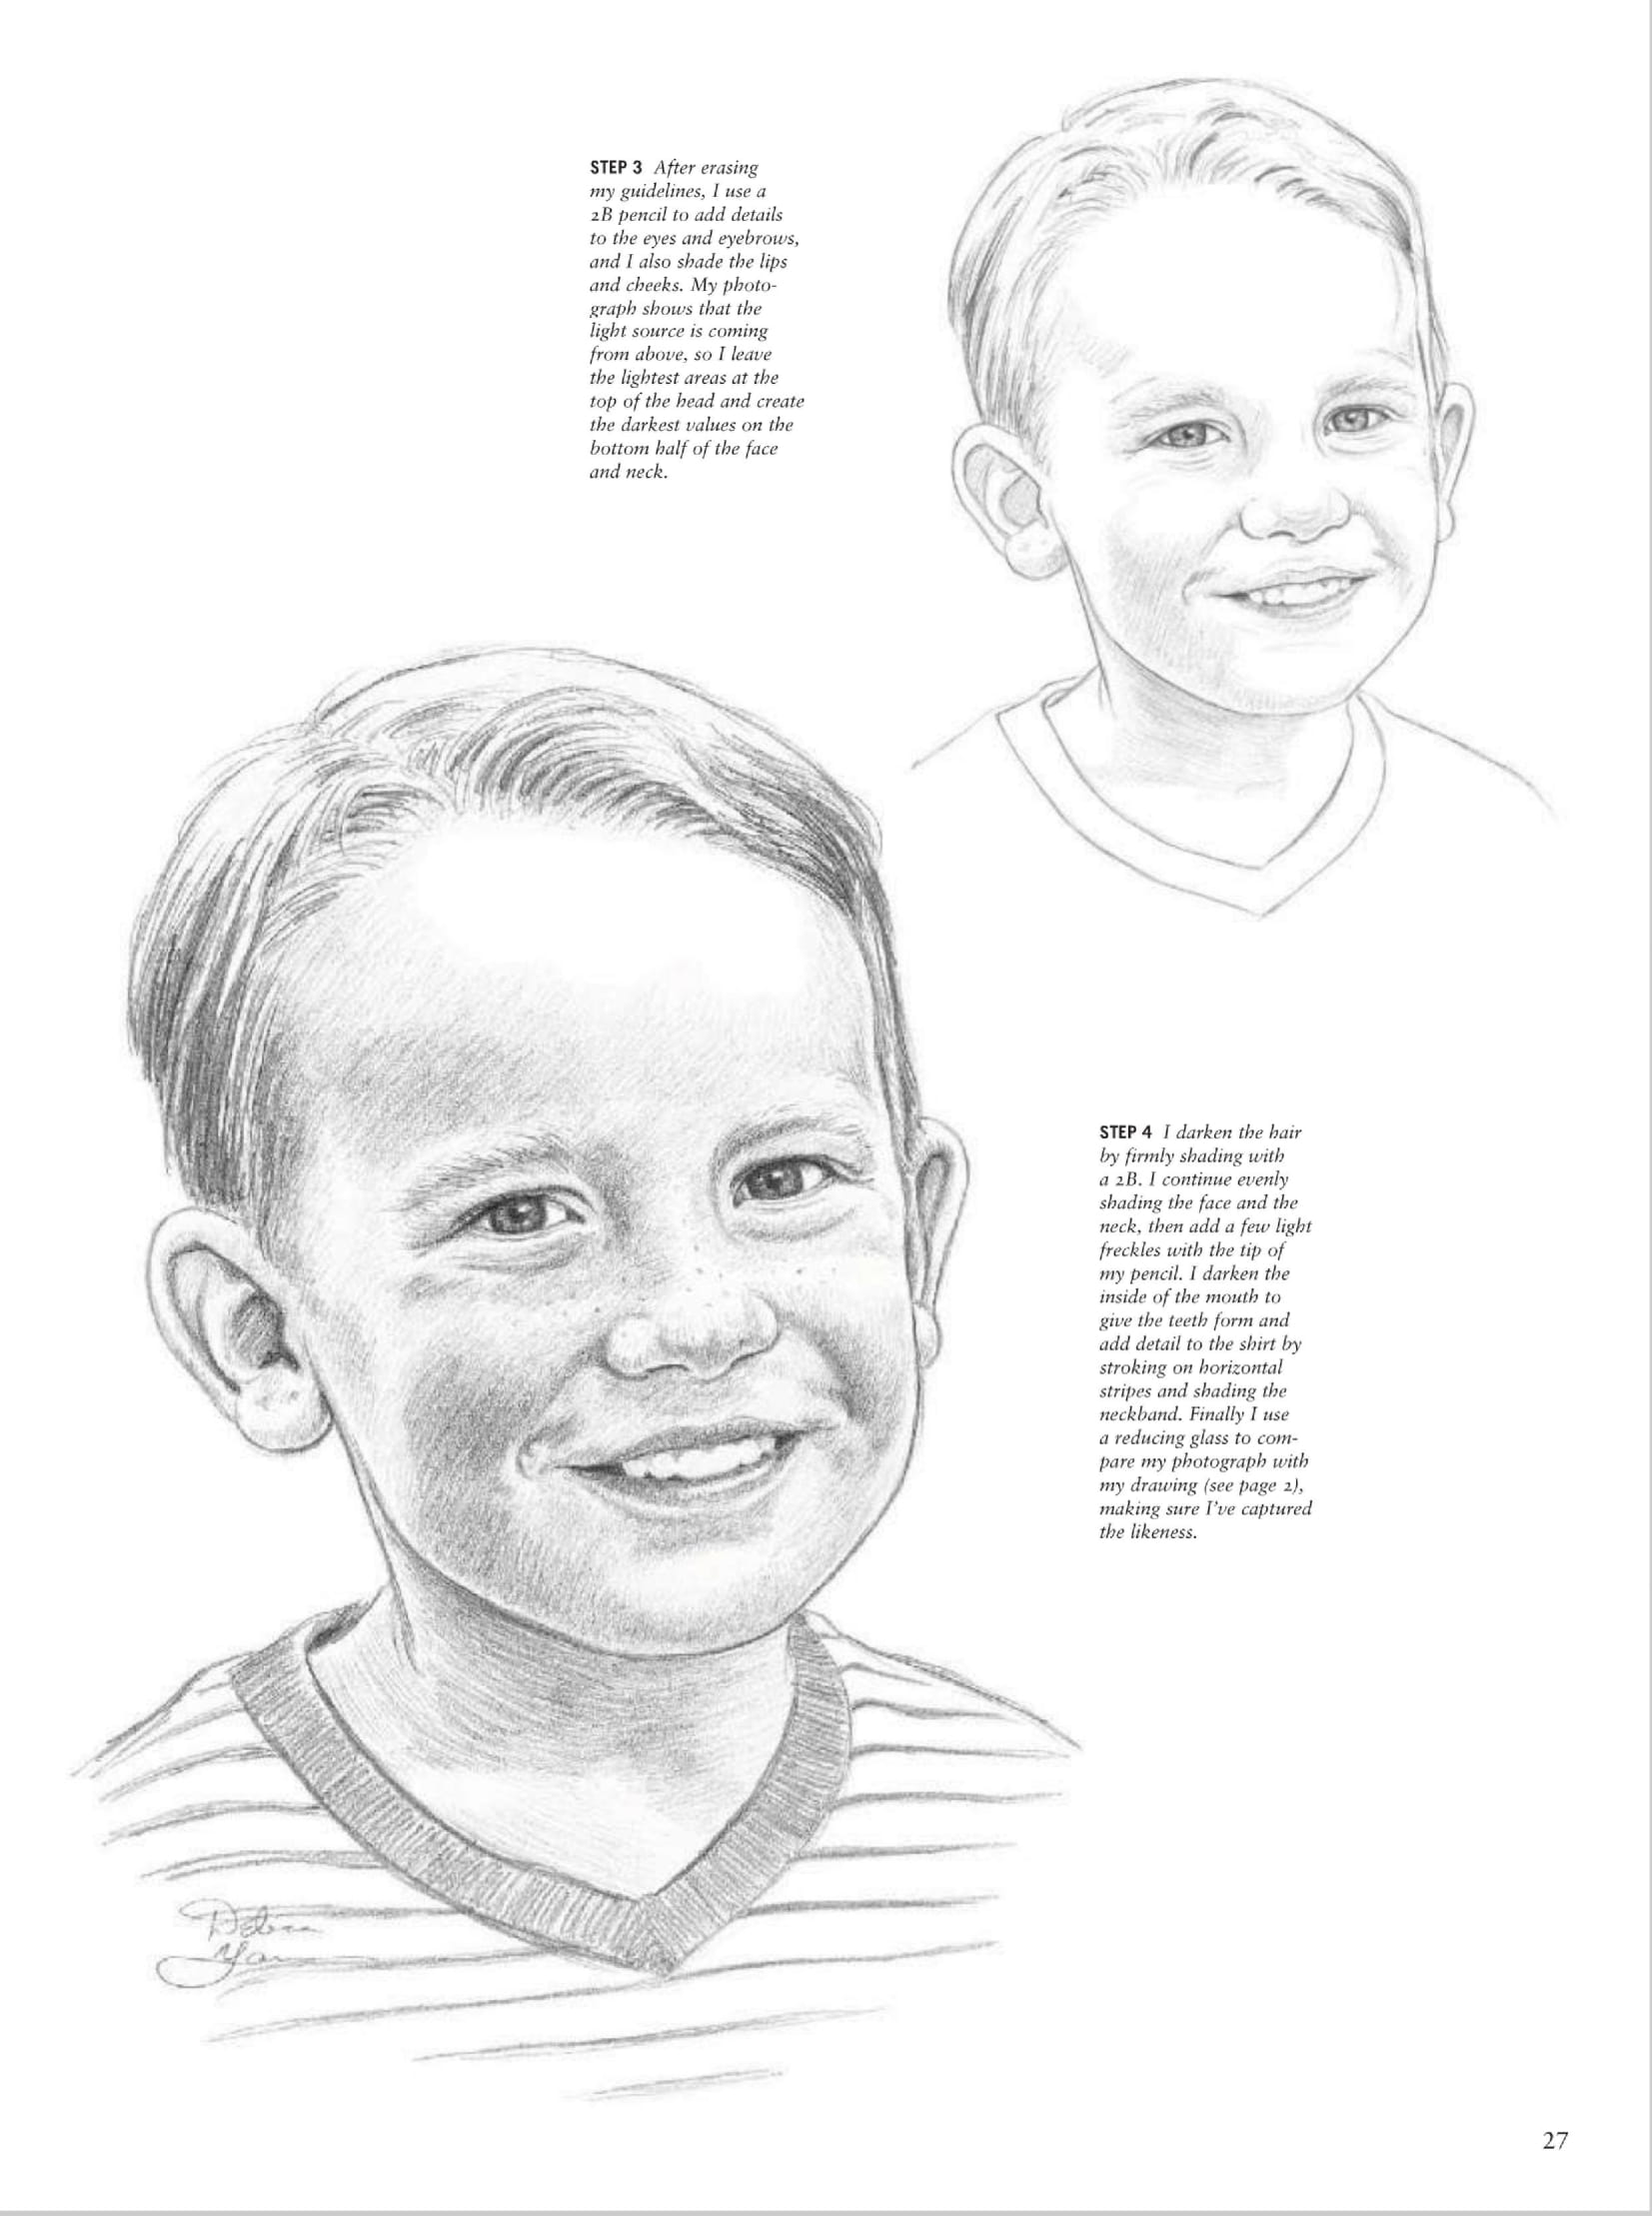 STEP 3 After erasing
my guidelines, I use a
2B pencil to add details
to the eyes and eyebrows,
and I also shade the lips
and cheeks. My photo-
graph shows that the
light source is coming
from above, so I leave
the lightest areas at the
top of the head and create
the darkest values on the
bottom half of the face
and neck.
STEP 4 I darken the hair
by firmly shading with
a 2B. I continue evenly
shading the face and the
neck, then add a few light
freckles with the tip of
my pencil. I darken the
inside of the mouth to
give the teeth form and
add detail to the shirt by
stroking on horizontal
stripes and shading the
neckband. Finally I use
a reducing glass to com-
pare my photograph with
my drawing (see page 2),
making sure I've captured
the likeness.
27